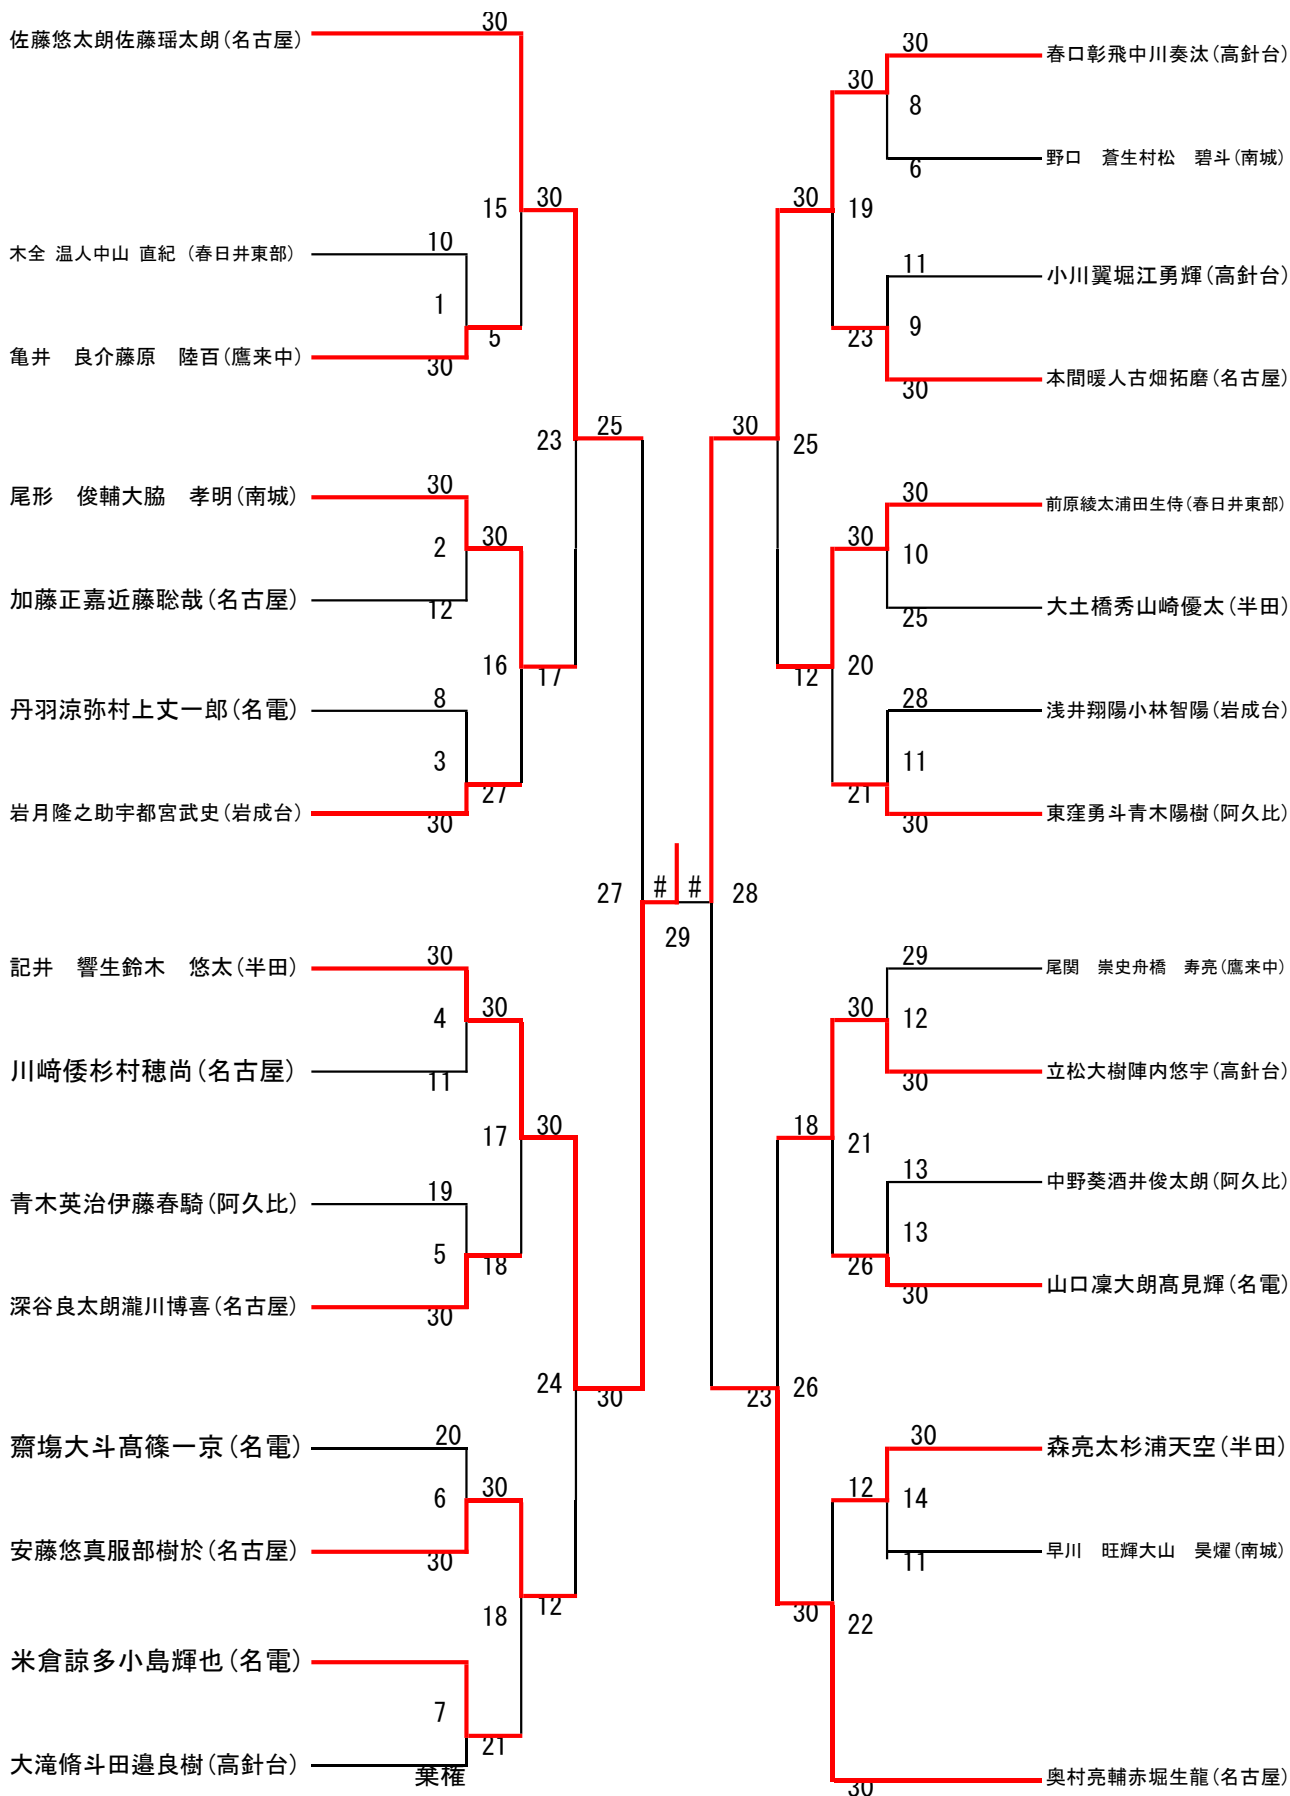 30
佐藤悠太朗佐藤瑶太朗(名古屋)
15
30
10
木全 温人中山 直紀 (春日井東部)
1
5
亀井　良介藤原　陸百(鷹来中)
30
23
25
30
尾形　俊輔大脇　孝明(南城)
2
30
加藤正嘉近藤聡哉(名古屋)
12
16
17
8
丹羽涼弥村上丈一郎(名電)
3
27
岩月隆之助宇都宮武史(岩成台)
30
27
#
#
28
29
30
記井　響生鈴木　悠太(半田)
4
30
川﨑倭杉村穂尚(名古屋)
11
17
30
19
青木英治伊藤春騎(阿久比)
5
18
深谷良太朗瀧川博喜(名古屋)
30
24
30
20
齋塲大斗髙篠一京(名電)
6
30
安藤悠真服部樹於(名古屋)
30
18
12
米倉諒多小島輝也(名電)
7
21
大滝脩斗田邉良樹(高針台)
棄権
30
春口彰飛中川奏汰(高針台)
30
8
野口　蒼生村松　碧斗(南城)
6
30
19
11
小川翼堀江勇輝(高針台)
9
23
本間暖人古畑拓磨(名古屋)
30
30
25
30
前原綾太浦田生侍(春日井東部)
30
10
大土橋秀山崎優太(半田)
25
12
20
28
浅井翔陽小林智陽(岩成台)
11
21
東窪勇斗青木陽樹(阿久比)
30
29
尾関　崇史舟橋　寿亮(鷹来中)
30
12
立松大樹陣内悠宇(高針台)
30
18
21
13
中野葵酒井俊太朗(阿久比)
13
26
山口凜大朗髙見輝(名電)
30
23
26
30
森亮太杉浦天空(半田)
12
14
早川　旺輝大山　昊燿(南城)
11
30
22
奥村亮輔赤堀生龍(名古屋)
30